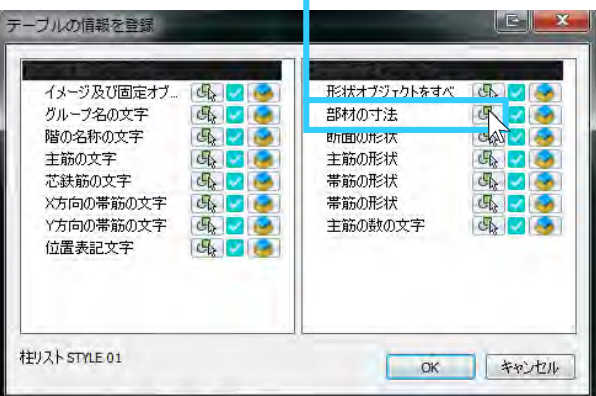 テーブルの情報を登録
イメージ及び固定オブ...
グループ名の文字
階の名称の文字
主筋の文字
芯鉄筋の文字
X方向の帯筋の文字
Y方向の帯筋の文字
位置表記文字
形状オブジェクトをすべ
部材の寸法
断面の形状
主筋の形状
帯筋の形状
帯筋の形状
主筋の数の文字
柱リスト STYLE 01
OK
キャンセル